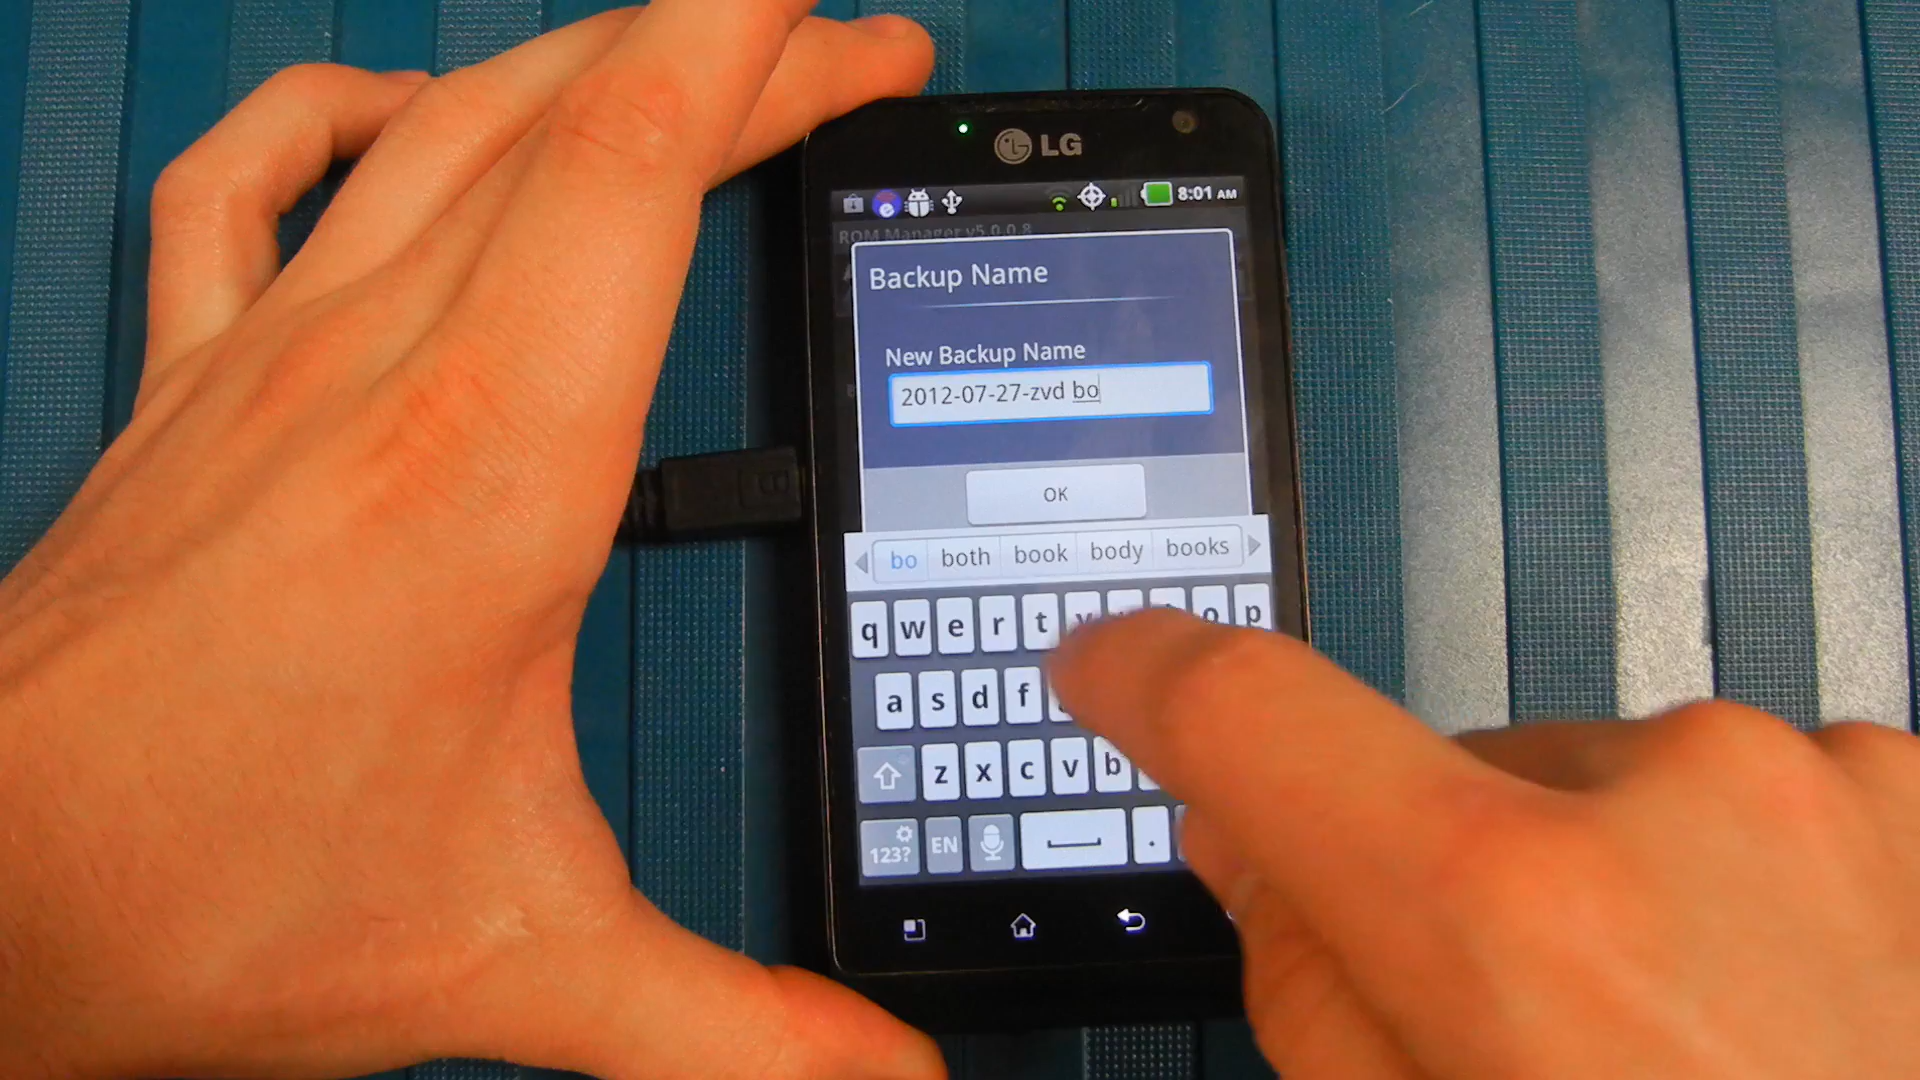 LG
8:01 AM
ROM Manager v5.0.0.8
Backup Name
New Backup Name
2012-07-27-zvd bo
OK
bo both book body books
q w e r t y o p
a s d f
z x c v b
123? EN .